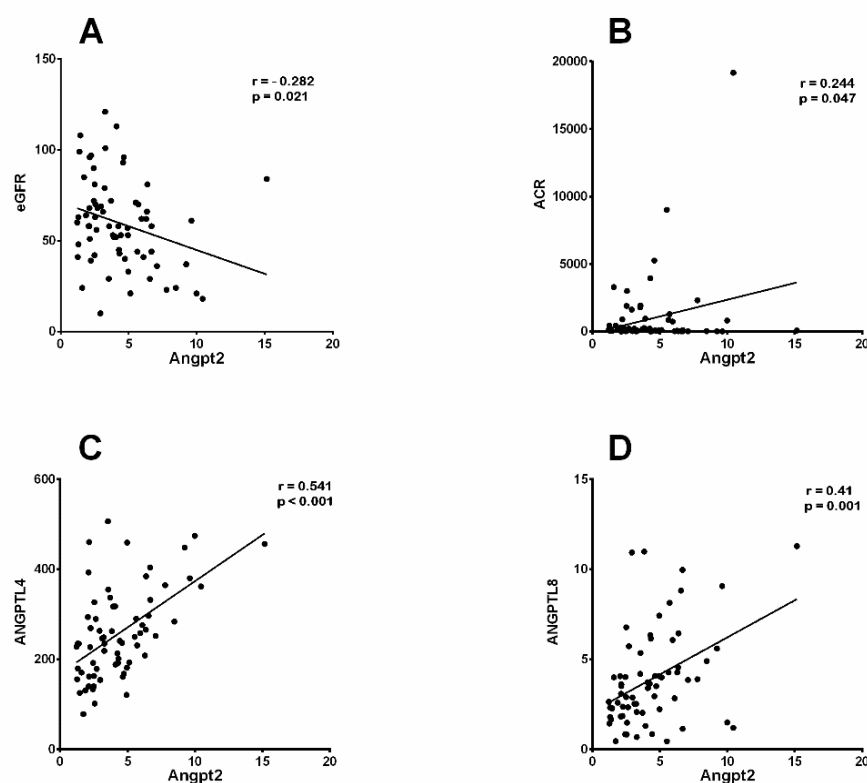 A
150
r = - 0.282
p = 0.021
100
eGFR
50
0
0 5 10 15 20
Angpt2
B
20000
r = 0.244
p = 0.047
15000
ACR
10000
5000
0
0 5 10 15 20
Angpt2
C
600
r = 0.541
p < 0.001
400
ANGPTL4
200
0
0 5 10 15 20
Angpt2
D
15
r = 0.41
p = 0.001
10
ANGPTL8
5
0
0 5 10 15 20
Angpt2